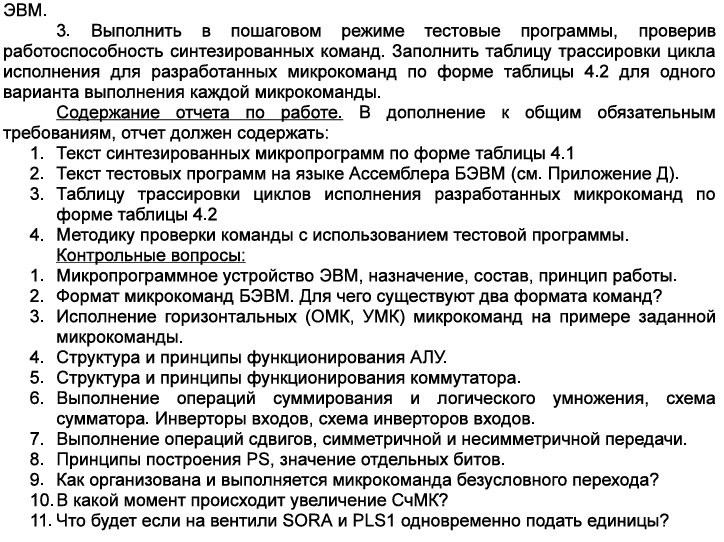 ЭВМ.
3. Выполнить в пошаговом режиме тестовые программы, проверив
работоспособность синтезированных команд. Заполнить таблицу трассировки цикла
исполнения для разработанных микрокоманд по форме таблицы 4.2 для одного
варианта выполнения каждой микрокоманды.
Содержание отчета по работе. В дополнение к общим обязательным
требованиям, отчет должен содержать:
1. Текст синтезированных микропрограмм по форме таблицы 4.1
2. Текст тестовых программ на языке Ассемблера БЭВМ (см. Приложение Д).
3. Таблицу трассировки циклов исполнения разработанных микрокоманд по
форме таблицы 4.2
4. Методику проверки команды с использованием тестовой программы.
Контрольные вопросы:
1. Микропрограммное устройство ЭВМ, назначение, состав, принцип работы.
2. Формат микрокоманд БЭВМ. Для чего существуют два формата команд?
3. Исполнение горизонтальных (ОМК, УМК) микрокоманд на примере заданной
микрокоманды.
4. Структура и принципы функционирования АЛУ.
5. Структура и принципы функционирования коммутатора.
6. Выполнение операций суммирования и логического умножения, схема
сумматора. Инверторы входов, схема инверторов входов.
7. Выполнение операций сдвигов, симметричной и несимметричной передачи.
8. Принципы построения PS, значение отдельных битов.
9. Как организована и выполняется микрокоманда безусловного перехода?
10. В какой момент происходит увеличение СчМК?
11. Что будет если на вентили SORA и PLS1 одновременно подать единицы?